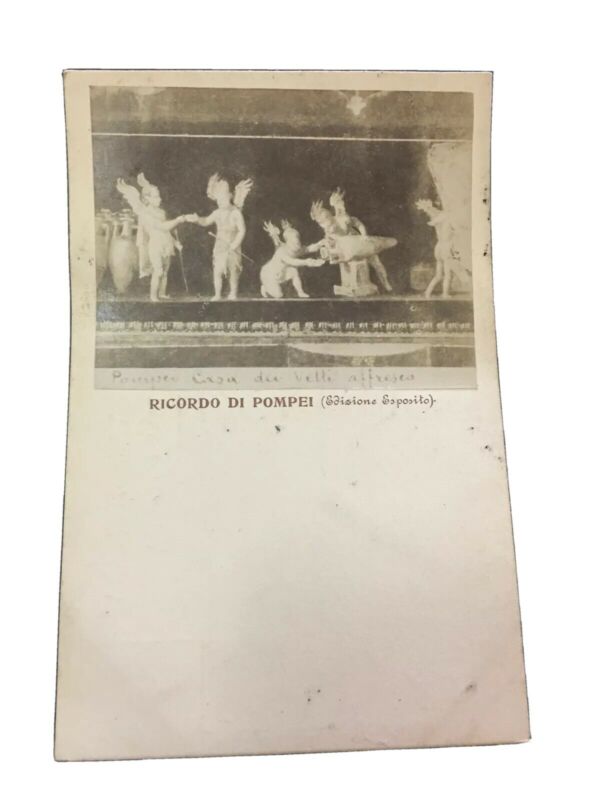 Pompei Casa dei Vetti affresco
RICORDO DI POMPEI (Edizione Esposito)